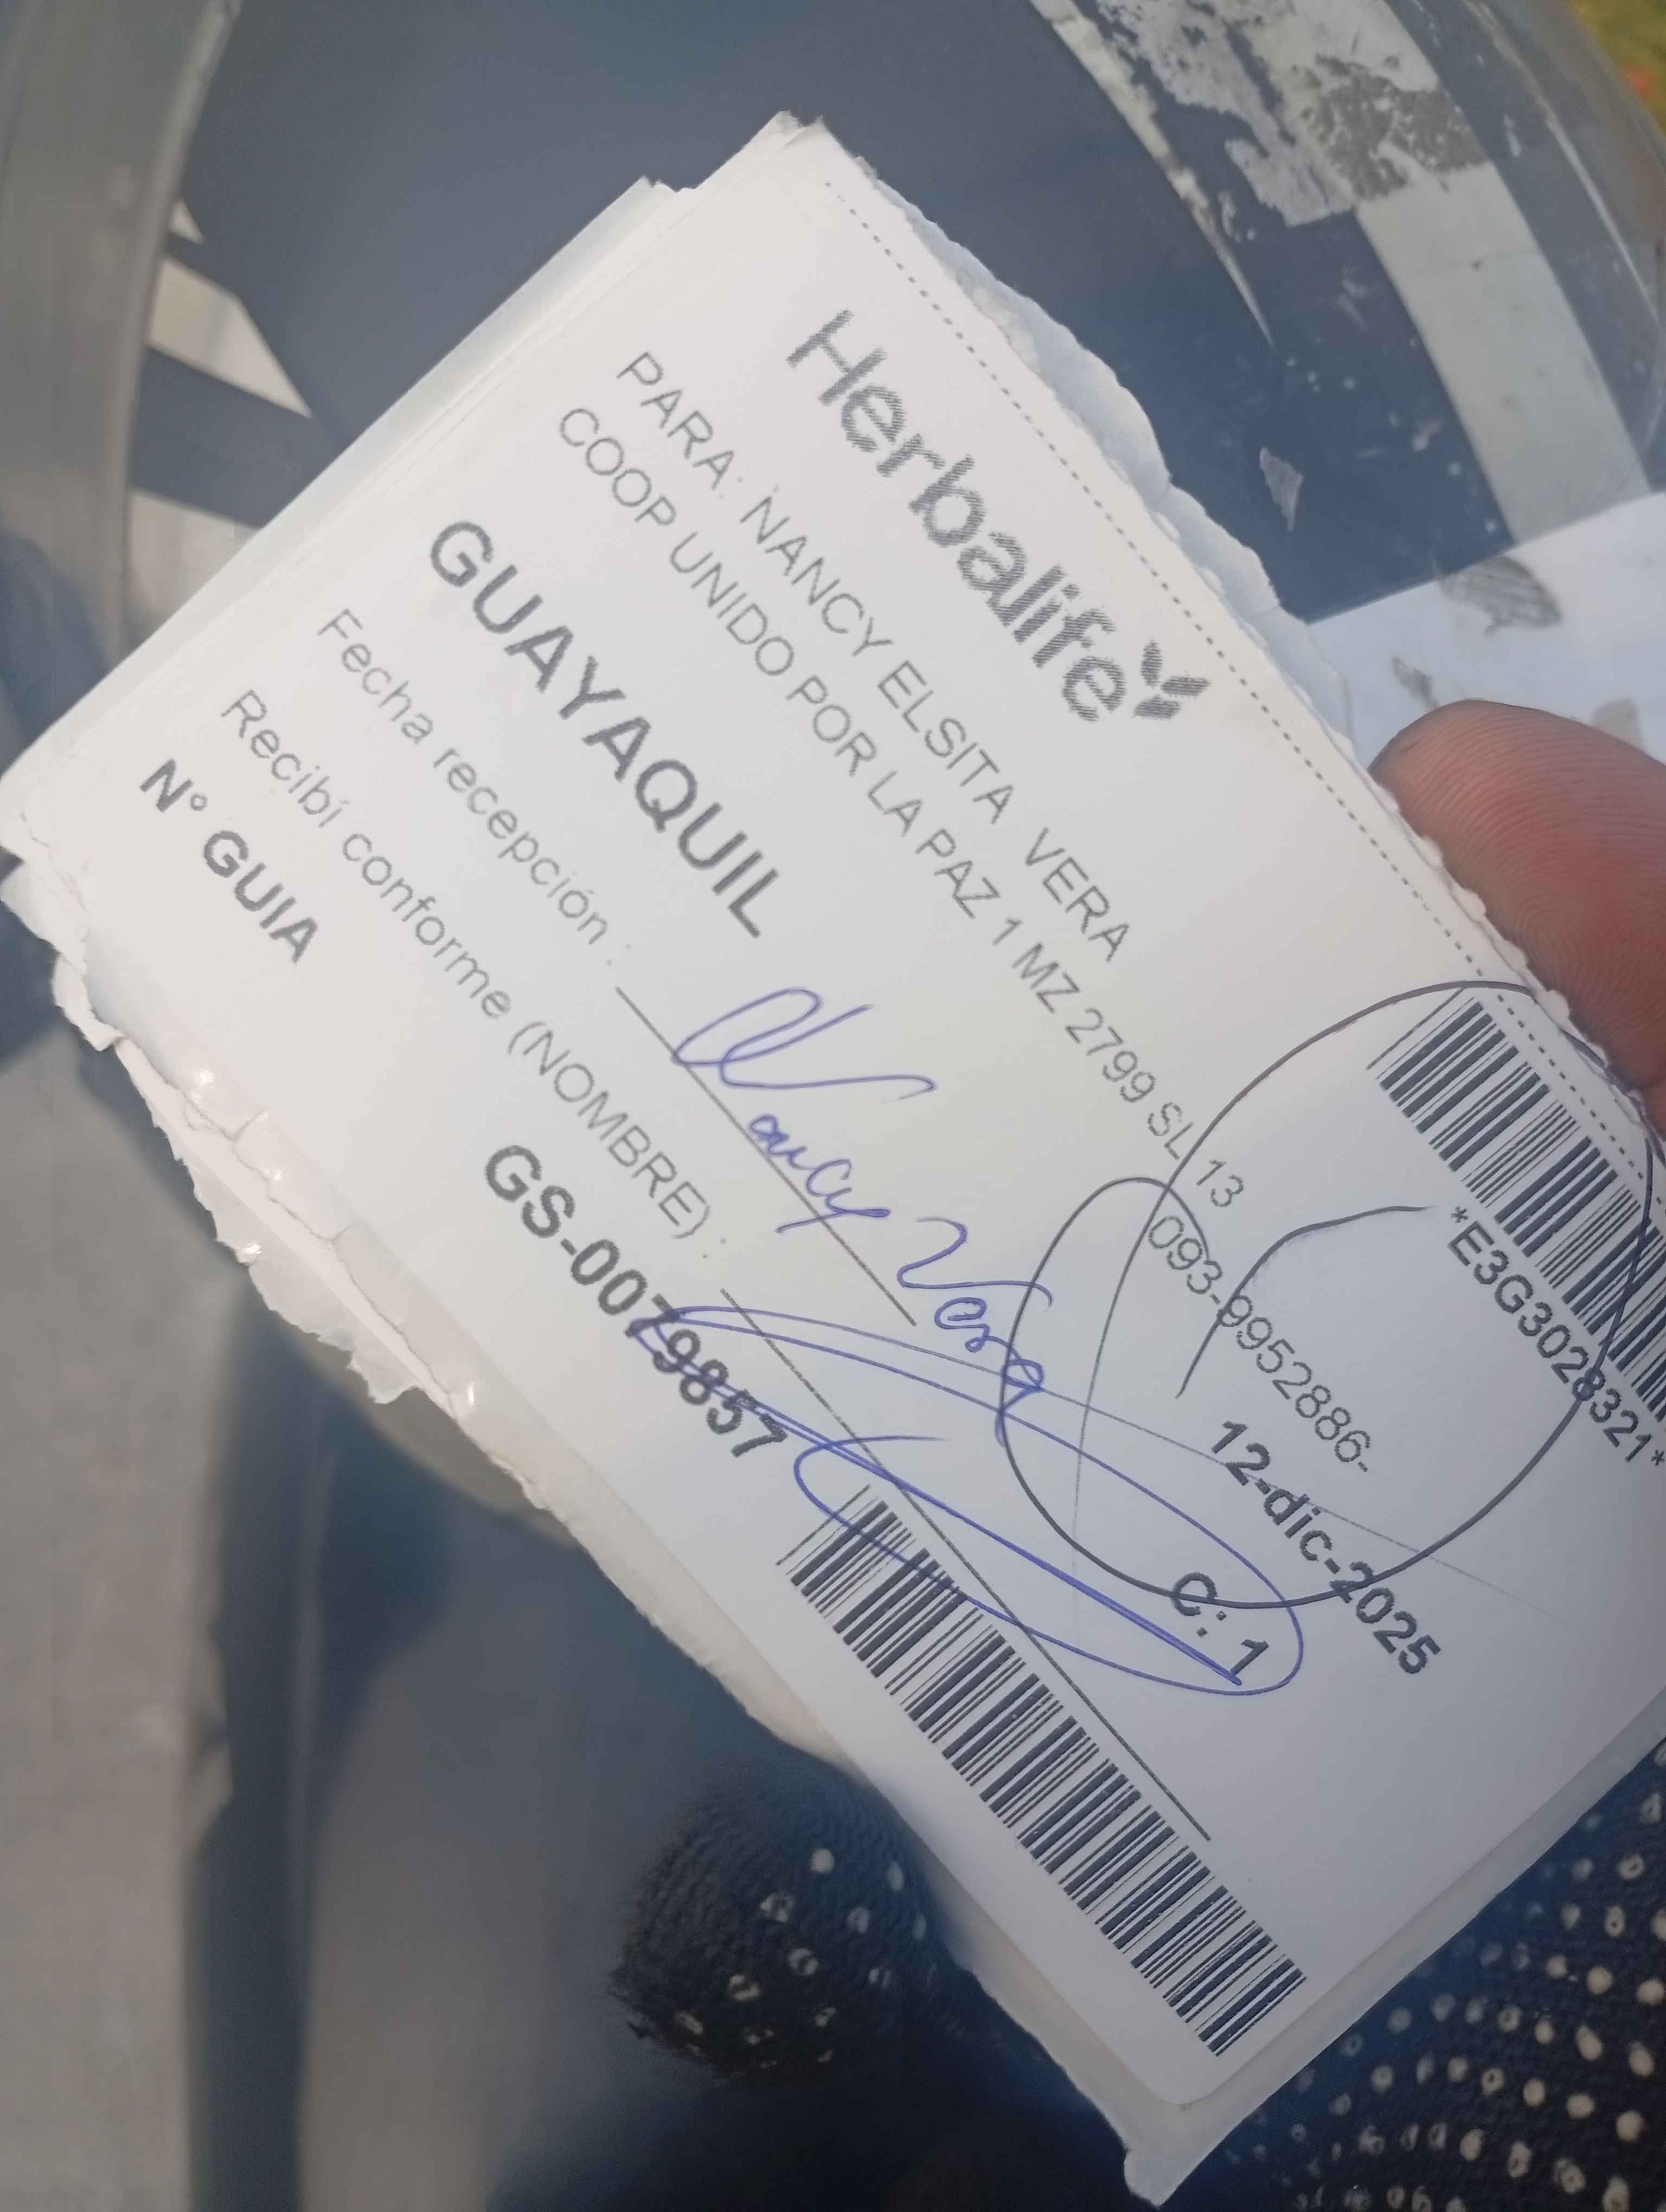 Herbalife
*E3G3028321*
PARA: NANCY ELSITA VERA
COOP UNIDO POR LA PAZ 1 MZ 2799 SL 13
093-9952886-
GUAYAQUIL
12-dic-2025
Fecha recepción :
Nancy Vera
C: 1
Recibí conforme (NOMBRE) :
N° GUIA
GS-0079857